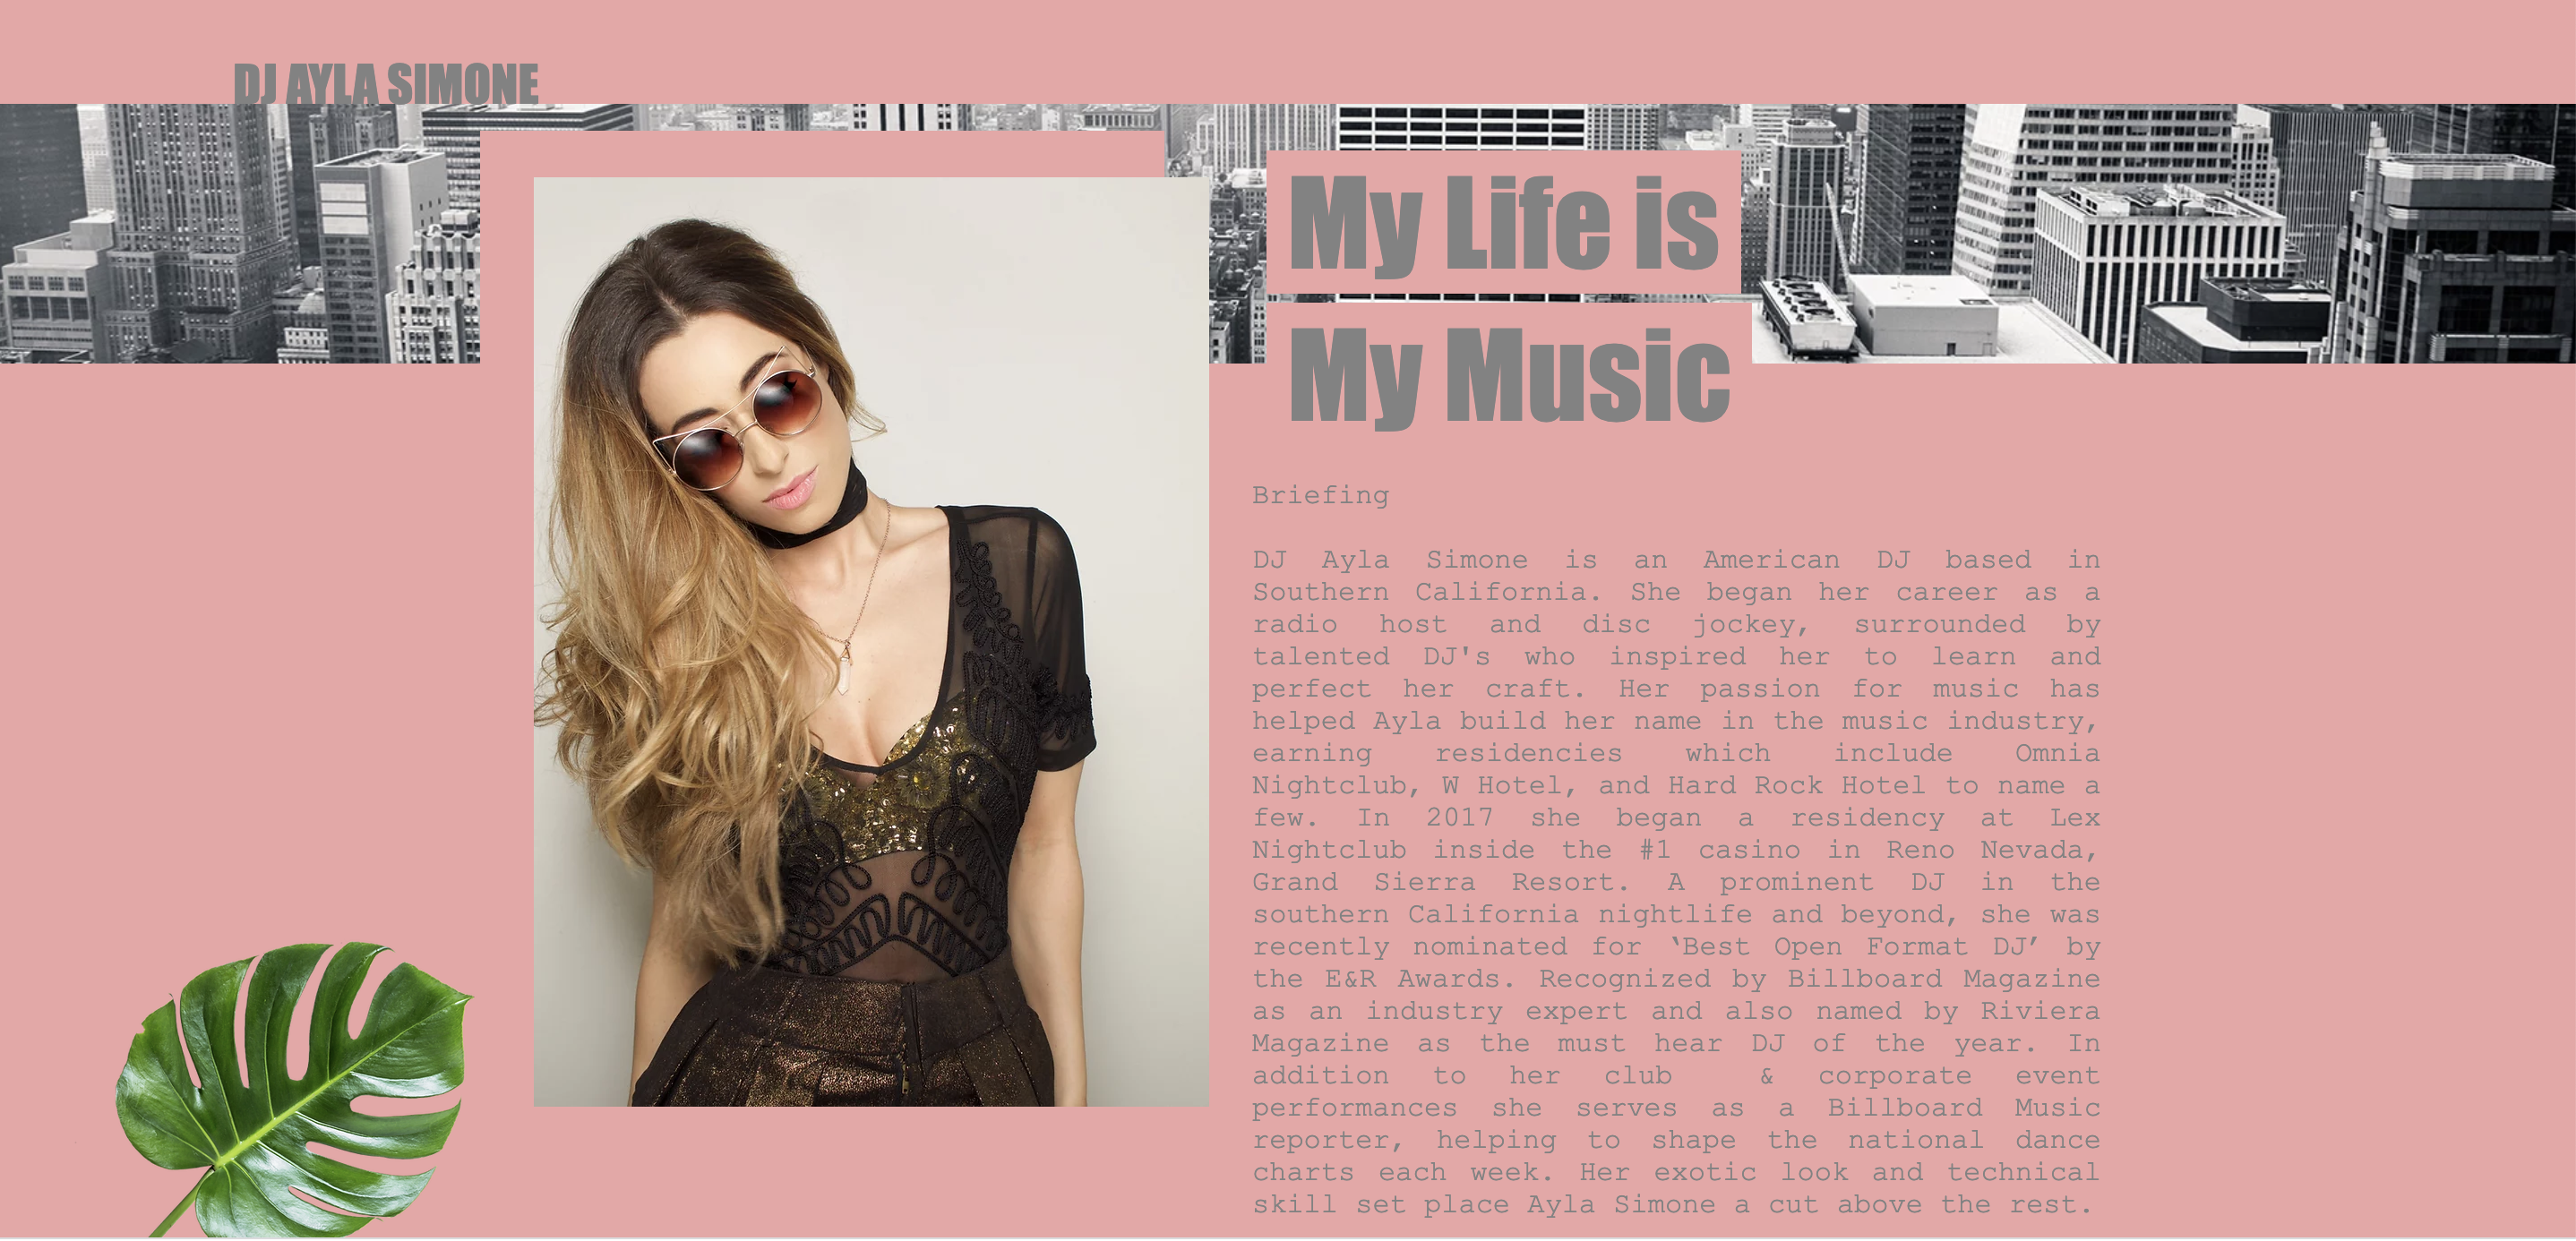 DJ AYLA SIMONE
My Life is
My Music
Briefing
DJ Ayla Simone is an American DJ based in
Southern California. She began her career as a
radio host and disc jockey, surrounded by
talented DJ's who inspired her to learn and
perfect her craft. Her passion for music has
helped Ayla build her name in the music industry,
earning residencies which include Omnia
Nightclub, W Hotel, and Hard Rock Hotel to name a
few. In 2017 she began a residency at Lex
Nightclub inside the #1 casino in Reno Nevada,
Grand Sierra Resort. A prominent DJ in the
southern California nightlife and beyond, she was
recently nominated for ‘Best Open Format DJ’ by
the E&R Awards. Recognized by Billboard Magazine
as an industry expert and also named by Riviera
Magazine as the must hear DJ of the year. In
addition to her club & corporate event
performances she serves as a Billboard Music
reporter, helping to shape the national dance
charts each week. Her exotic look and technical
skill set place Ayla Simone a cut above the rest.